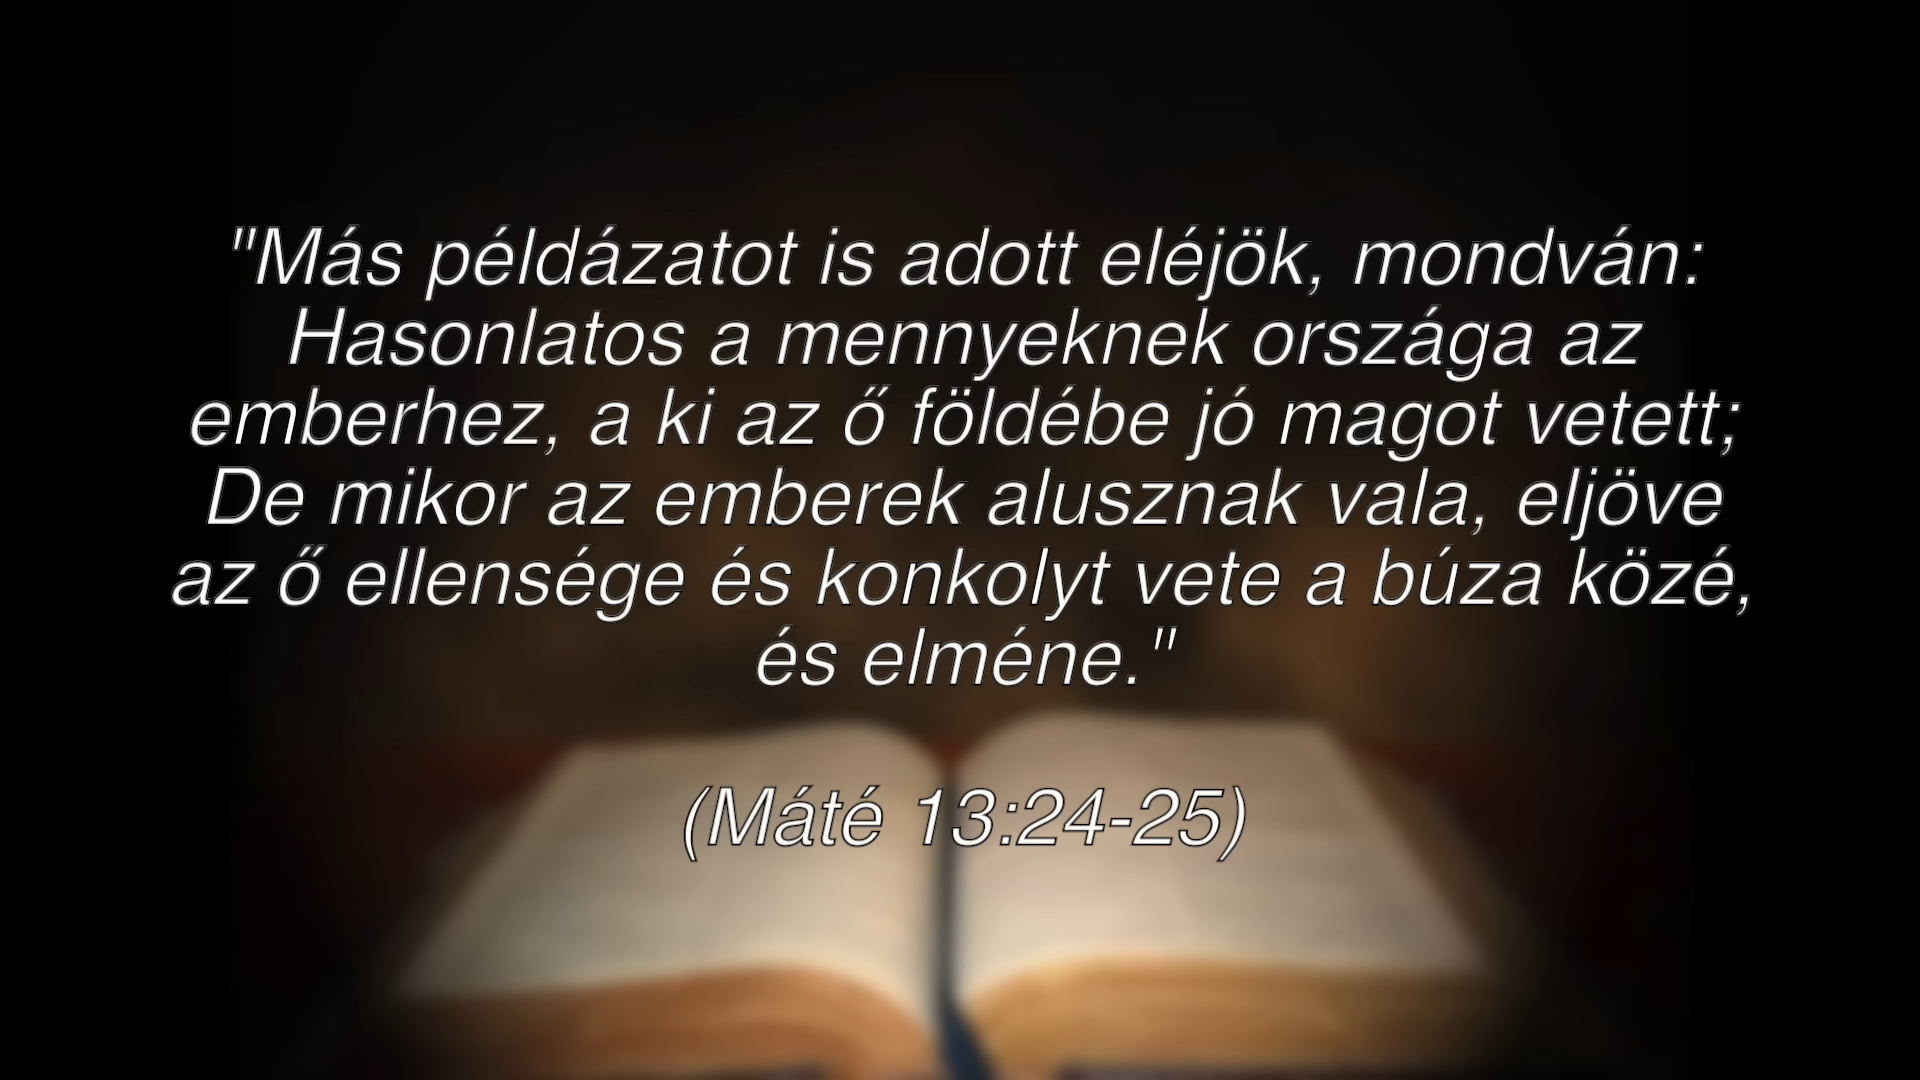 "Más példázatot is adott eléjök, mondván:
Hasonlatos a mennyeknek országa az
emberhez, a ki az ő földébe jó magot vetett;
De mikor az emberek alusznak vala, eljöve
az ő ellensége és konkolyt vete a búza közé,
és elméne."
(Máté 13:24-25)